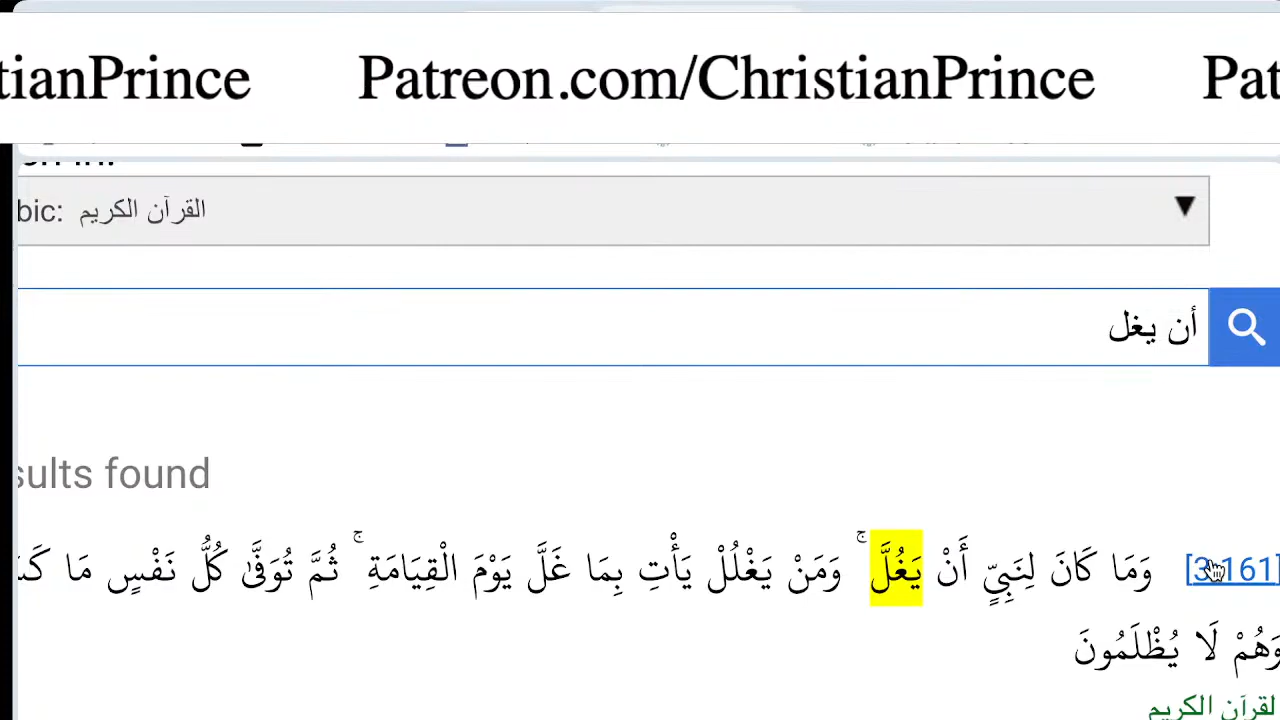 tianPrince Patreon.com/ChristianPrince Pat
bic: القرآن الكريم
أن يغل
sults found
[3:161] وَمَا كَانَ لِنَبِيٍّ أَنْ يَغُلَّ ۚ وَمَنْ يَغْلُلْ يَأْتِ بِمَا غَلَّ يَوْمَ الْقِيَامَةِ ۚ ثُمَّ تُوَفَّىٰ كُلُّ نَفْسٍ مَا
وَهُمْ لَا يُظْلَمُونَ
القرآن الكريم